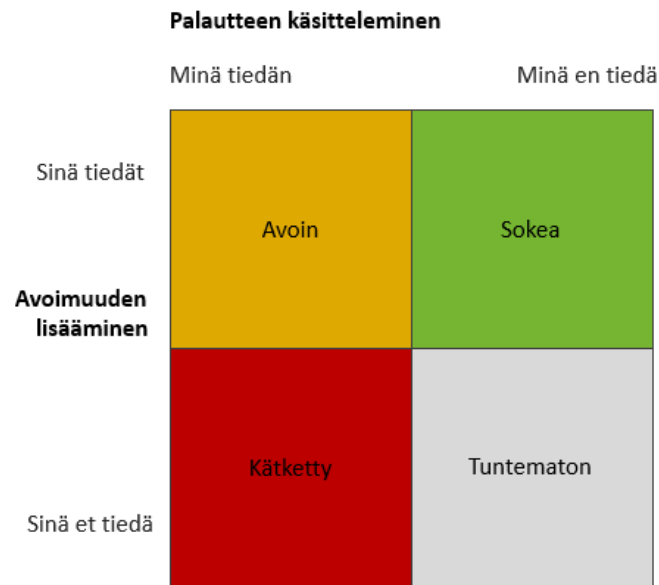 Palautteen käsitteleminen
Minä tiedän
Minä en tiedä
Sinä tiedät
Avoin
Sokea
Avoimuuden
lisääminen
Kätketty
Tuntematon
Sinä et tiedä